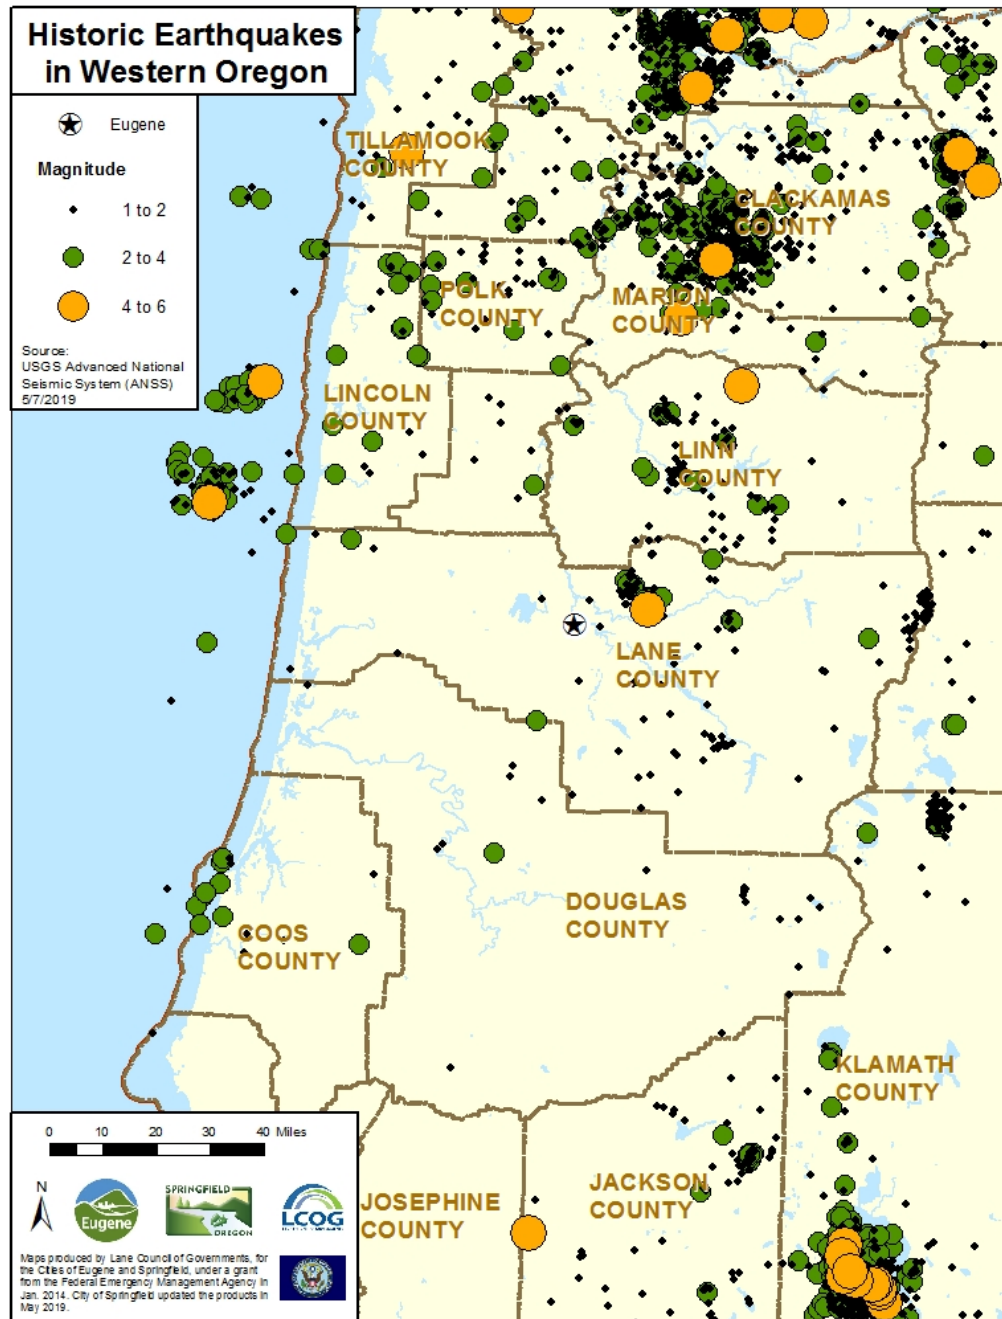 Historic Earthquakes
in Western Oregon
Eugene
Magnitude
1 to 2
2 to 4
4 to 6
Source:
USGS Advanced National
Seismic System (ANSS)
5/7/2019
TILLAMOOK
COUNTY
CLACKAMAS
COUNTY
POLK
COUNTY
MARION
COUNTY
LINCOLN
COUNTY
LINN
COUNTY
LANE
COUNTY
DOUGLAS
COUNTY
COOS
COUNTY
KLAMATH
COUNTY
JACKSON
COUNTY
JOSEPHINE
COUNTY
0 10 20 30 40 Miles
N
Eugene
SPRINGFIELD
OREGON
LCOG
Maps produced by Lane Council of Governments, for
the Cities of Eugene and Springfield, under a grant
from the Federal Emergency Management Agency in
Jan. 2014. City of Springfield updated the products in
May 2019.